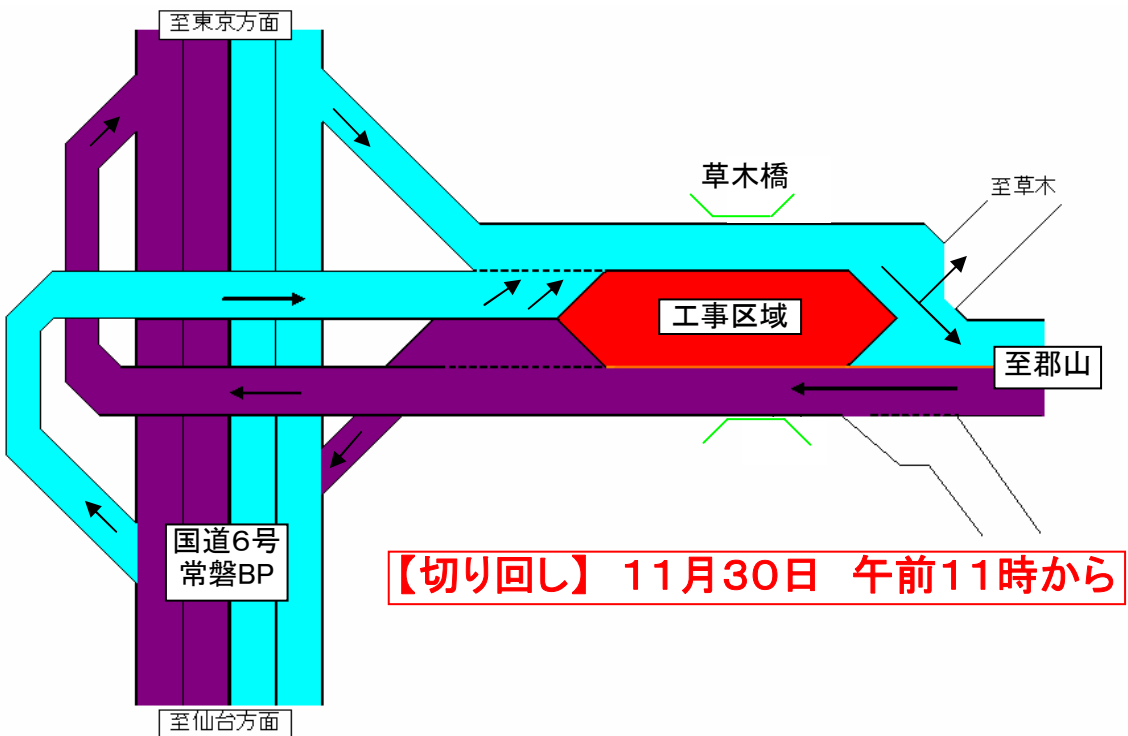 至東京方面
草木橋
至草木
工事区域
至郡山
国道6号
常磐BP
【切り回し】 11月30日 午前11時から
至仙台方面